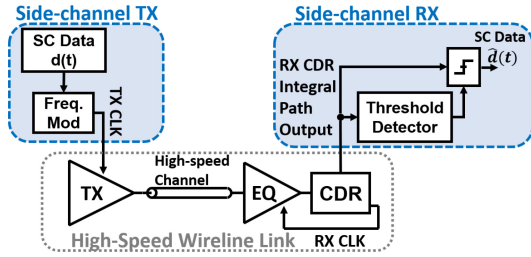 Side-channel TX
SC Data
d(t)
Freq.
Mod
TX CLK
Side-channel RX
RX CDR
Integral
Path
Output
Threshold
Detector
SC Data
d̂(t)
High-speed
Channel
TX
EQ
CDR
RX CLK
High-Speed Wireline Link